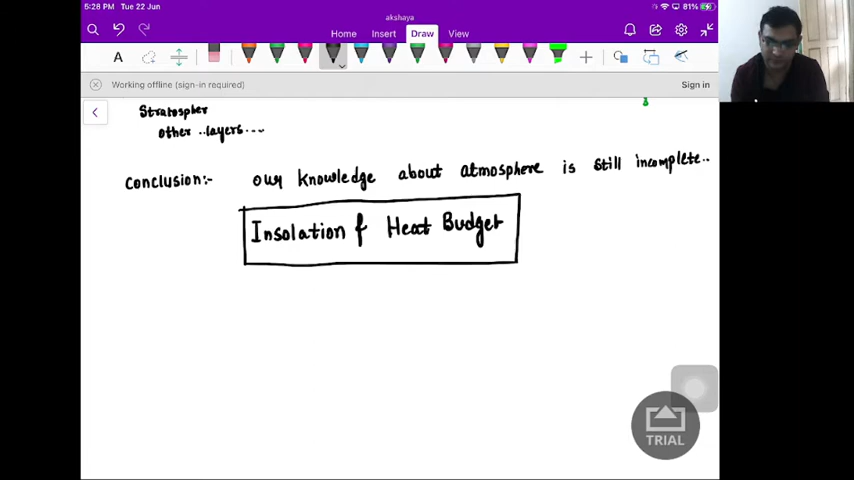 5:28 PM Tue 22 Jun
81%
akshaya
Home Insert Draw View
A
Working offline (sign-in required) Sign in
Stratospher
other ..layers....
Conclusion:- our knowledge about atmosphere is still incomplete..
Insolation & Heat Budget
TRIAL